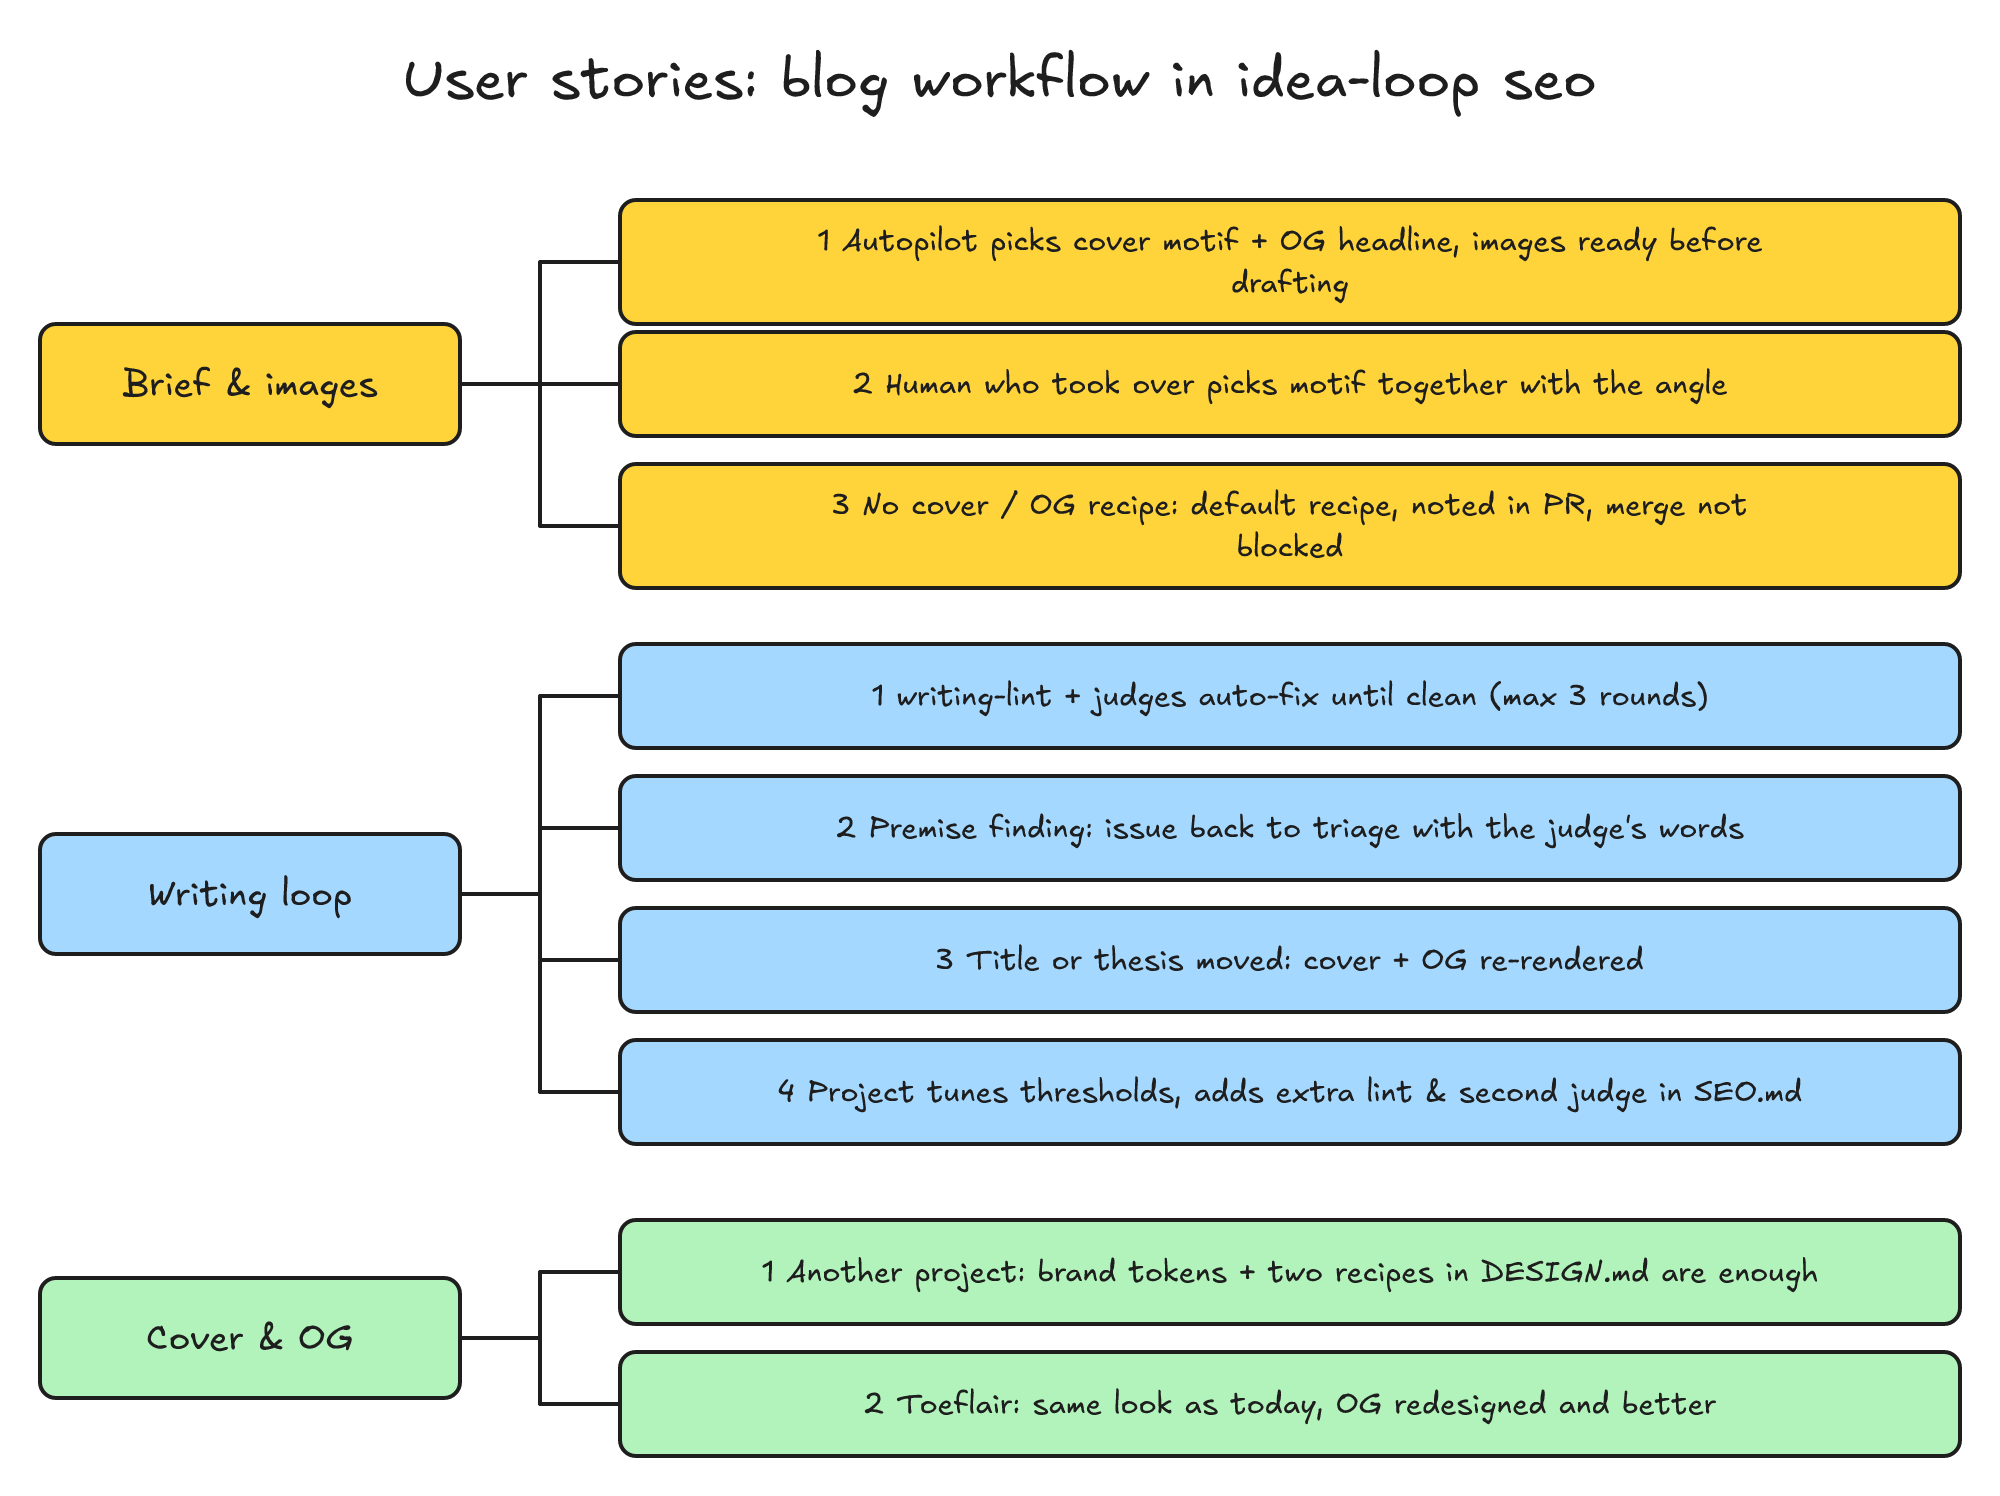 User stories: blog workflow in idea-loop seo
Brief & images
1 Autopilot picks cover motif + OG headline, images ready before
drafting
2 Human who took over picks motif together with the angle
3 No cover / OG recipe: default recipe, noted in PR, merge not
blocked
Writing loop
1 writing-lint + judges auto-fix until clean (max 3 rounds)
2 Premise finding: issue back to triage with the judge's words
3 Title or thesis moved: cover + OG re-rendered
4 Project tunes thresholds, adds extra lint & second judge in SEO.md
Cover & OG
1 Another project: brand tokens + two recipes in DESIGN.md are enough
2 Toeflair: same look as today, OG redesigned and better